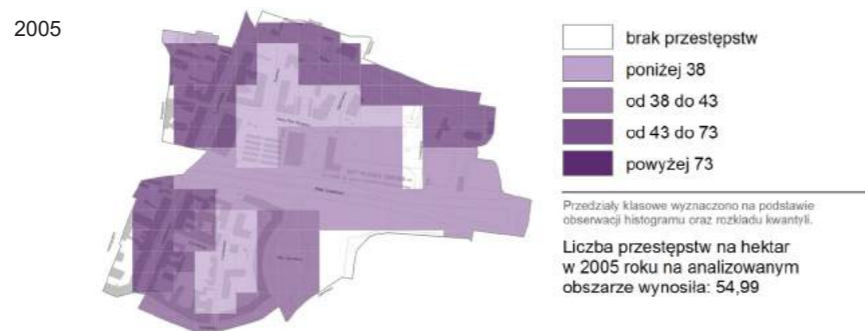 2005
brak przestępstw
poniżej 38
od 38 do 43
od 43 do 73
powyżej 73
Przedziały klasowe wyznaczono na podstawie
obserwacji histogramu oraz rozkładu kwantyli.
Liczba przestępstw na hektar
w 2005 roku na analizowanym
obszarze wynosiła: 54,99